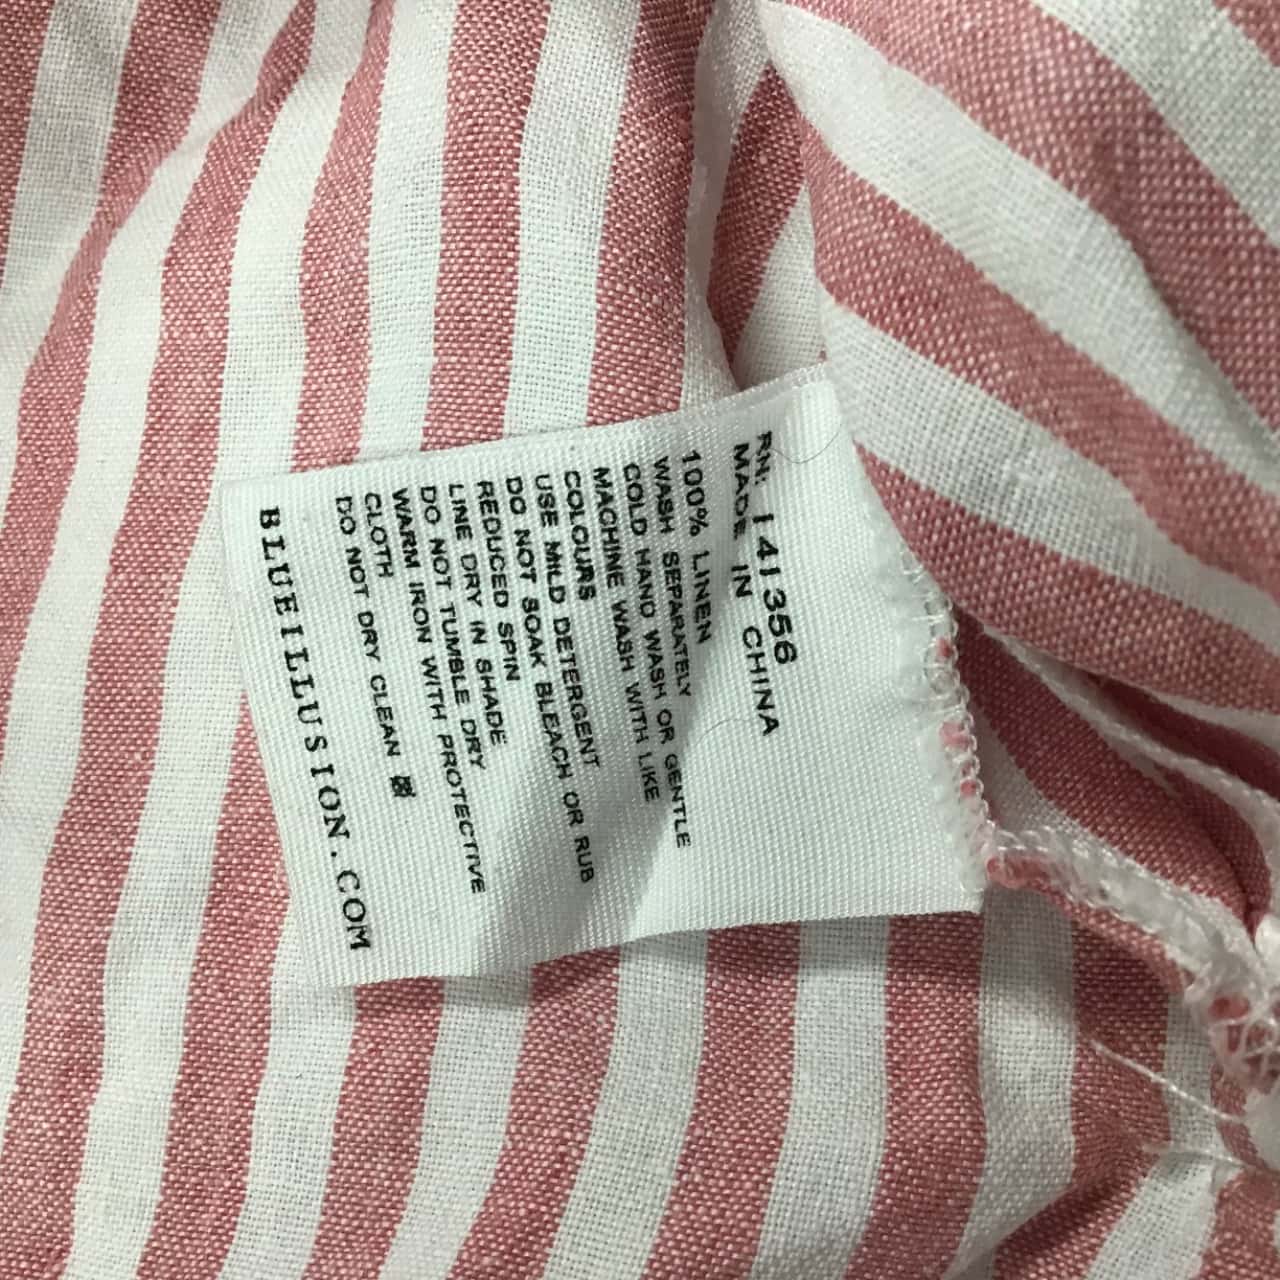 RN: 141356
MADE IN CHINA
100% LINEN
WASH SEPARATELY
COLD HAND WASH OR GENTLE
MACHINE WASH WITH LIKE
COLOURS
USE MILD DETERGENT
DO NOT SOAK BLEACH OR RUB
REDUCED SPIN
LINE DRY IN SHADE
DO NOT TUMBLE DRY
WARM IRON WITH PROTECTIVE
CLOTH
DO NOT DRY CLEAN
BLUEILLUSION.COM